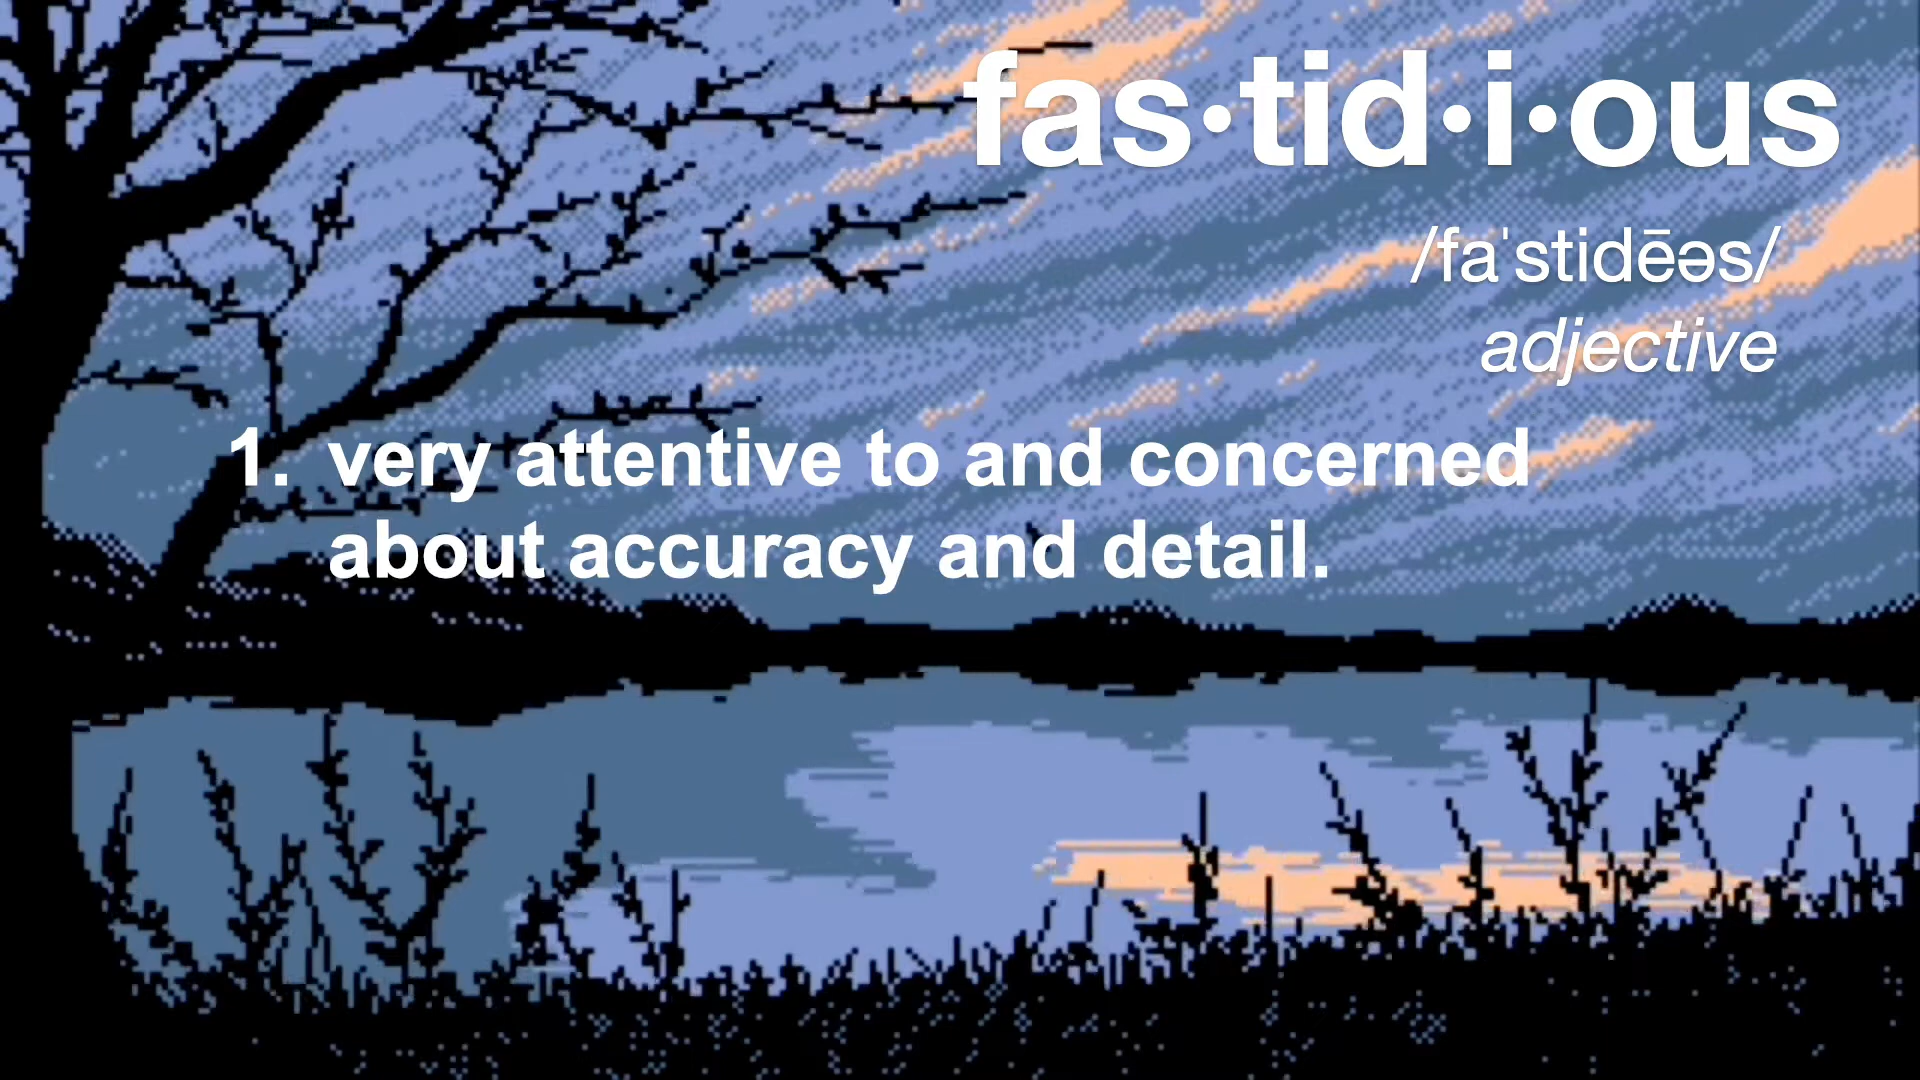 fas·tid·i·ous
/faˈstidēəs/
adjective
1. very attentive to and concerned
about accuracy and detail.